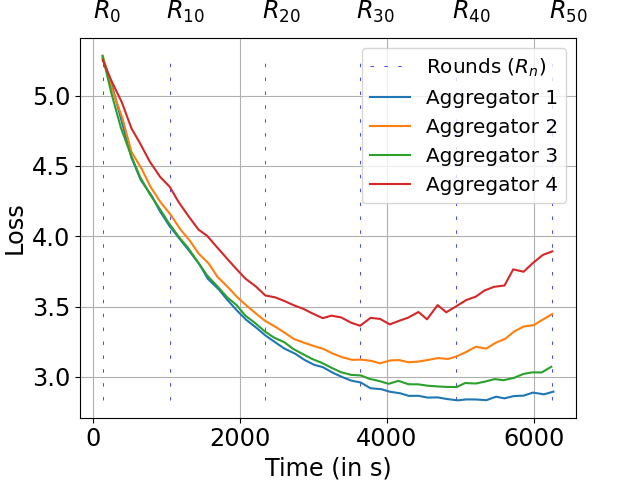 R0 R10 R20 R30 R40 R50
Rounds (Rn)
Aggregator 1
Aggregator 2
Aggregator 3
Aggregator 4
5.0
4.5
4.0
3.5
3.0
Loss
0 2000 4000 6000
Time (in s)